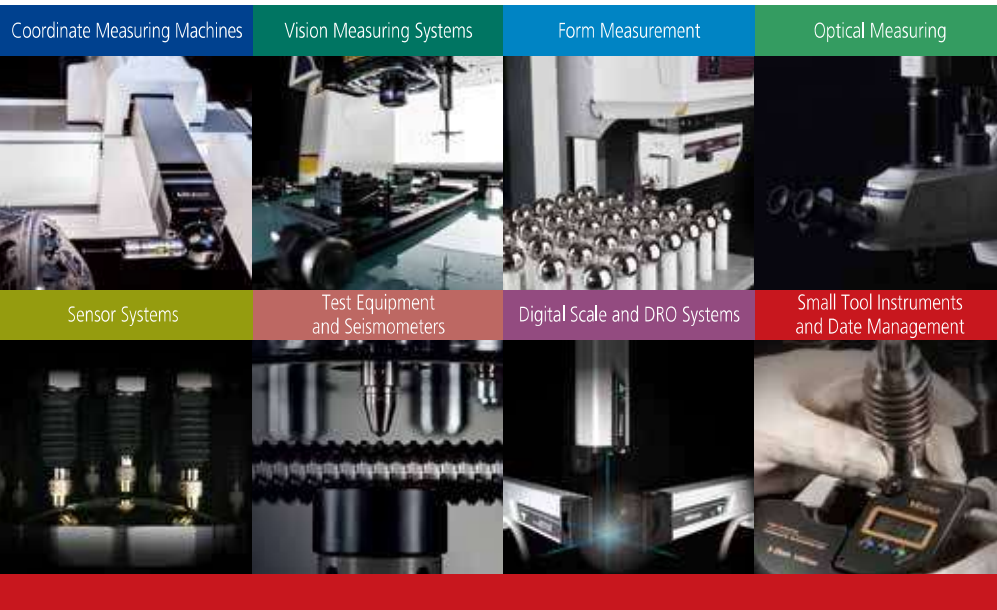 Coordinate Measuring Machines
Vision Measuring Systems
Form Measurement
Optical Measuring
Sensor Systems
Test Equipment
and Seismometers
Digital Scale and DRO Systems
Small Tool Instruments
and Date Management